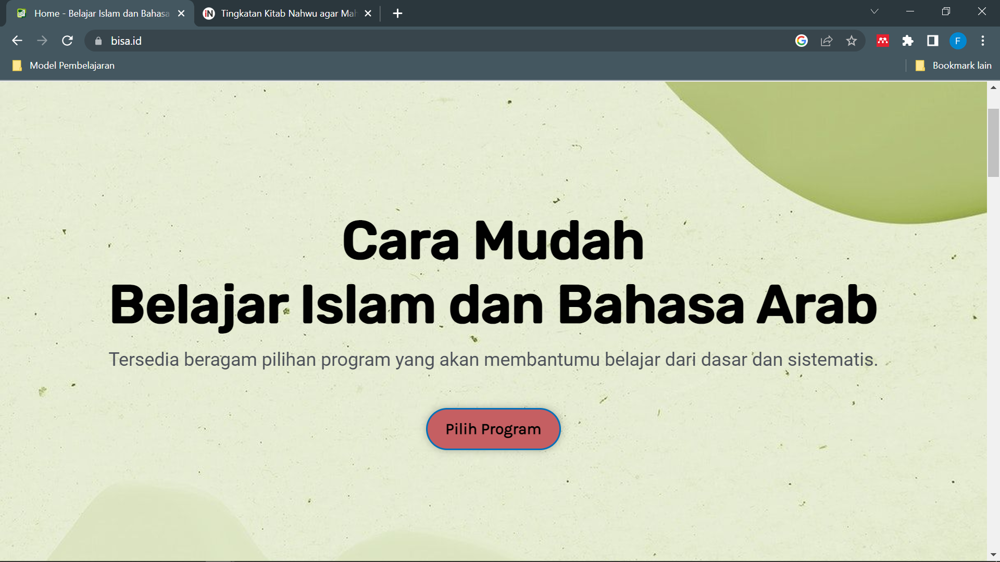 Home - Belajar Islam dan Bahasa
Tingkatan Kitab Nahwu agar Mah
bisa.id
F
Model Pembelajaran
Bookmark lain
Cara Mudah
Belajar Islam dan Bahasa Arab
Tersedia beragam pilihan program yang akan membantumu belajar dari dasar dan sistematis.
Pilih Program